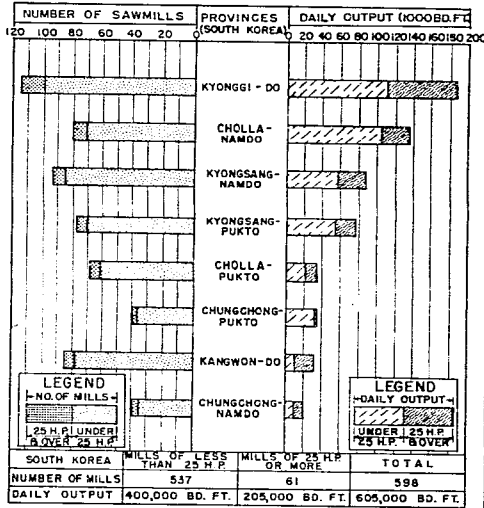 NUMBER OF SAWMILLS
PROVINCES (SOUTH KOREA)
DAILY OUTPUT (1000 BD. FT.)
120 100 80 60 40 20 0
0 20 40 60 80 100 120 140 160 200
KYONGGI-DO
CHOLLA-
NAMDO
KYONGSANG-
NAMDO
KYONGSANG-
PUKTO
CHOLLA-
PUKTO
CHUNGCHONG-
PUKTO
KANGWON-DO
CHUNGCHONG-
NAMDO
LEGEND
NO. OF MILLS
25 H.P. UNDER
& OVER 25 H.P.
LEGEND
DAILY OUTPUT
UNDER 25 H.P.
25 H.P. & OVER
SOUTH KOREA MILLS OF LESS THAN 25 H.P. MILLS OF 25 H.P. OR MORE TOTAL
NUMBER OF MILLS 537 61 598
DAILY OUTPUT 400,000 BD. FT. 205,000 BD. FT. 605,000 BD. FT.